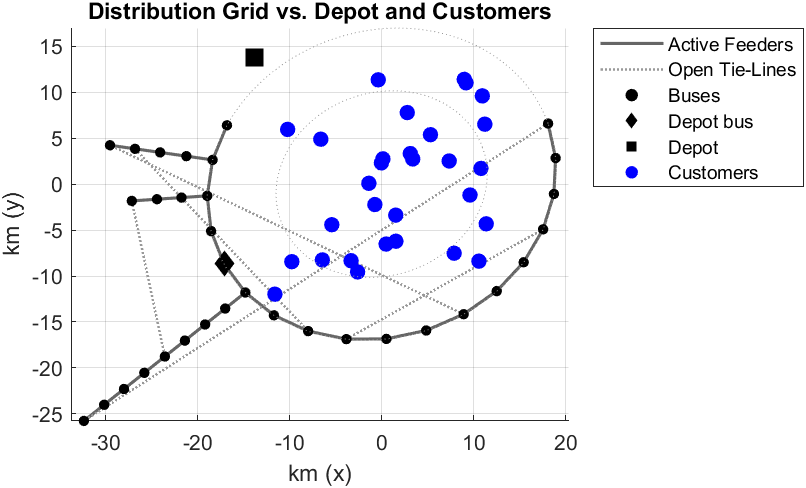 Distribution Grid vs. Depot and Customers
15
10
5
0
-5
-10
-15
-20
-25
km (y)
-30
-20
-10
0
10
20
km (x)
Active Feeders
Open Tie-Lines
Buses
Depot bus
Depot
Customers